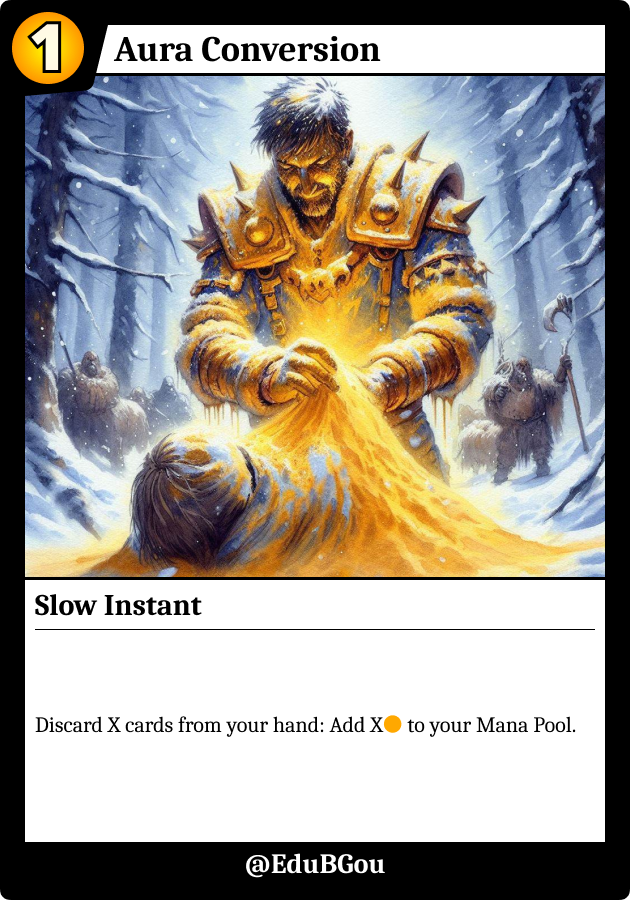 1
Aura Conversion
Slow Instant
Discard X cards from your hand: Add X to your Mana Pool.
@EduBGou